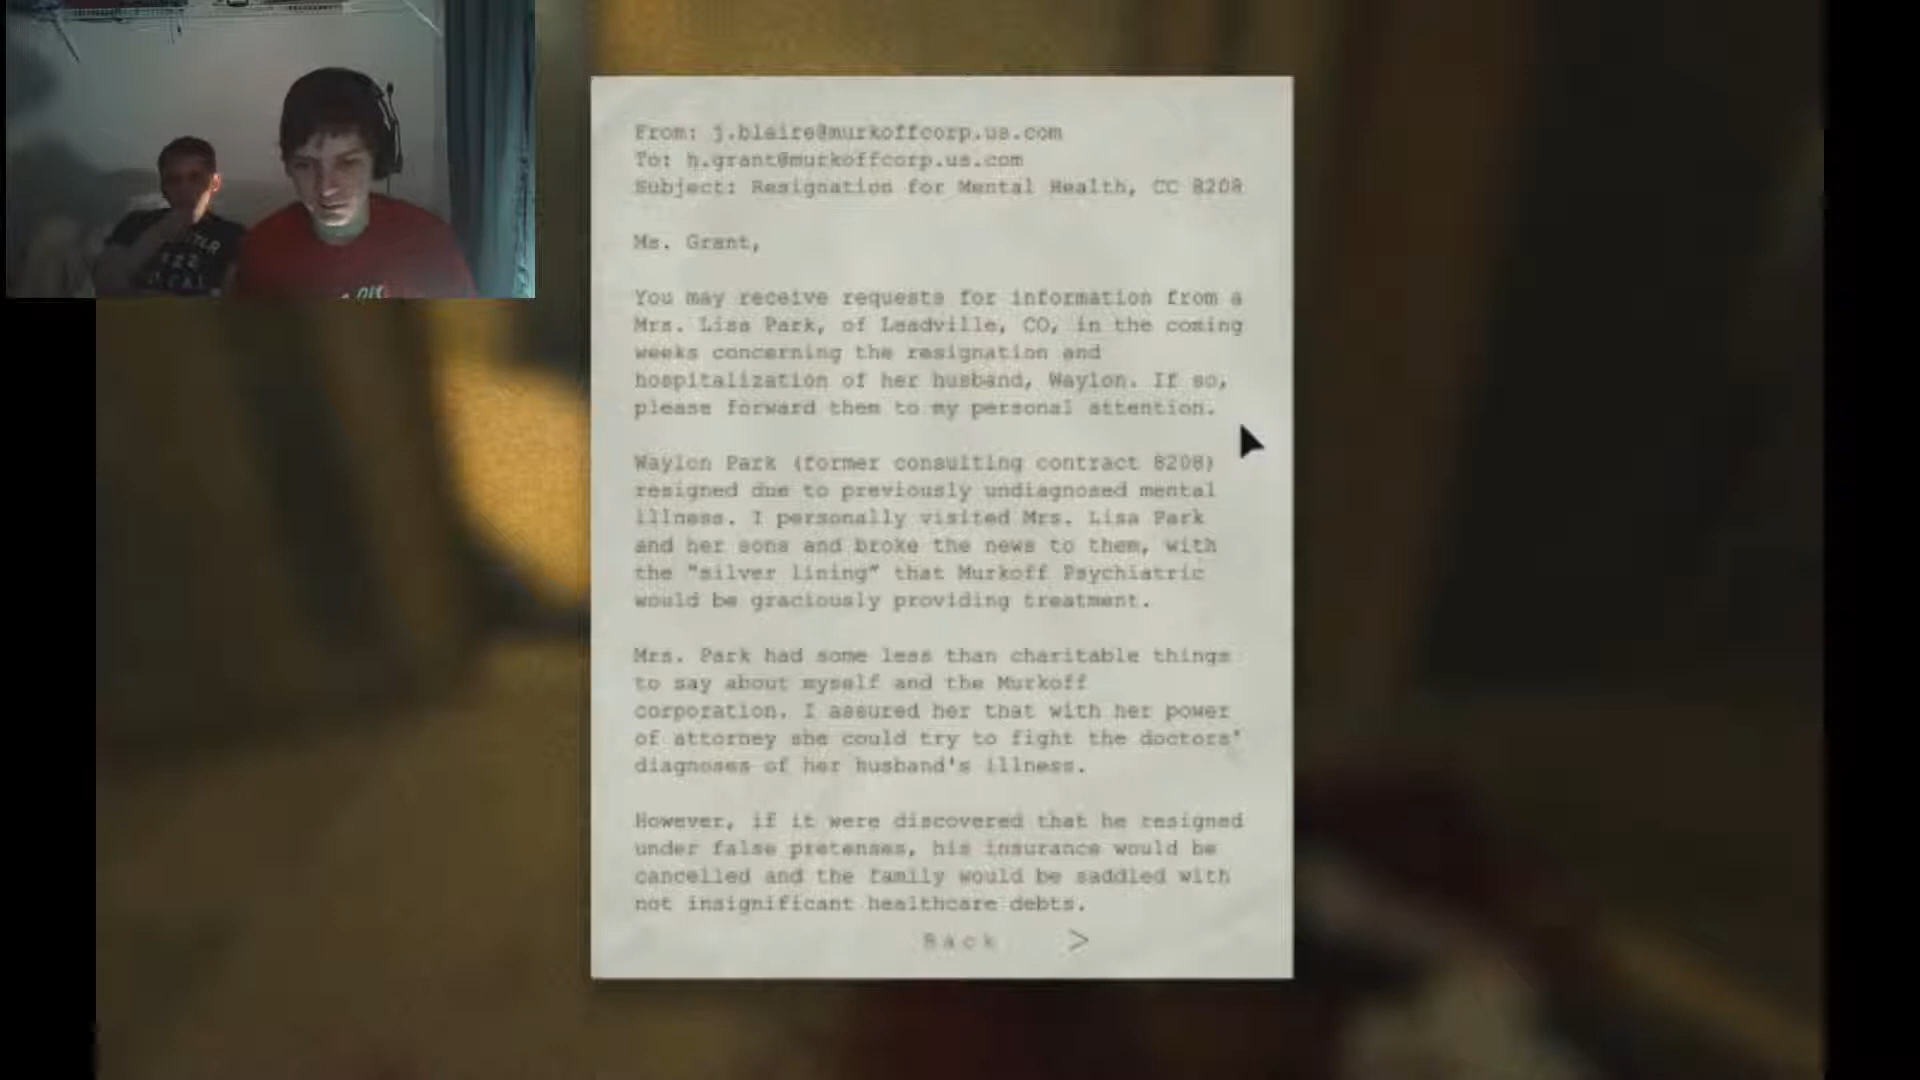 From: j.blaire@murkoffcorp.us.com
To: h.grant@murkoffcorp.us.com
Subject: Resignation for Mental Health, CC 8208
Ms. Grant,
You may receive requests for information from a
Mrs. Lisa Park, of Leadville, CO, in the coming
weeks concerning the resignation and
hospitalization of her husband, Waylon. If so,
please forward them to my personal attention.
Waylon Park (former consulting contract 8208)
resigned due to previously undiagnosed mental
illness. I personally visited Mrs. Lisa Park
and her sons and broke the news to them, with
the "silver lining" that Murkoff Psychiatric
would be graciously providing treatment.
Mrs. Park had some less than charitable things
to say about myself and the Murkoff
corporation. I assured her that with her power
of attorney she could try to fight the doctors'
diagnoses of her husband's illness.
However, if it were discovered that he resigned
under false pretenses, his insurance would be
cancelled and the family would be saddled with
not insignificant healthcare debts.
Back >